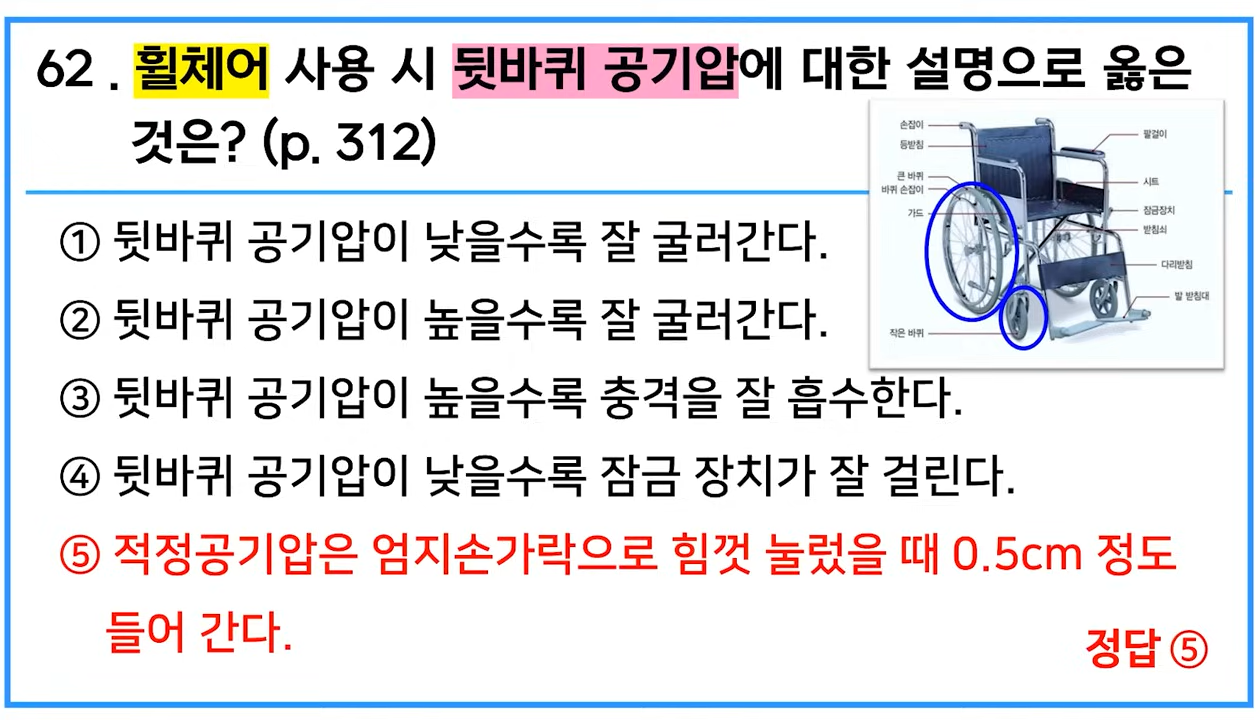 62 . 휠체어 사용 시 뒷바퀴 공기압에 대한 설명으로 옳은
것은? (p. 312)
손잡이
등받침
큰 바퀴
바퀴 손잡이
가드
작은 바퀴
팔걸이
시트
잠금장치
받침쇠
다리받침
발 받침대
① 뒷바퀴 공기압이 낮을수록 잘 굴러간다.
② 뒷바퀴 공기압이 높을수록 잘 굴러간다.
③ 뒷바퀴 공기압이 높을수록 충격을 잘 흡수한다.
④ 뒷바퀴 공기압이 낮을수록 잠금 장치가 잘 걸린다.
⑤ 적정공기압은 엄지손가락으로 힘껏 눌렀을 때 0.5cm 정도
들어 간다.
정답 ⑤